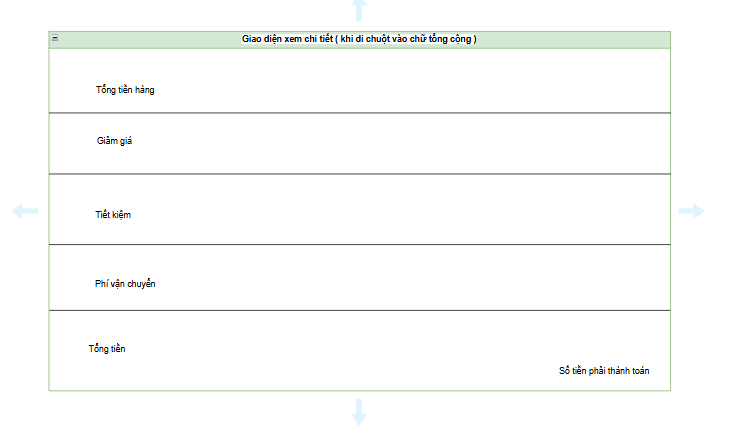 Giao diện xem chi tiết ( khi di chuột vào chữ tổng cộng )
Tổng tiền hàng
Giảm giá
Tiết kiệm
Phí vận chuyển
Tổng tiền
Số tiền phải thành toán